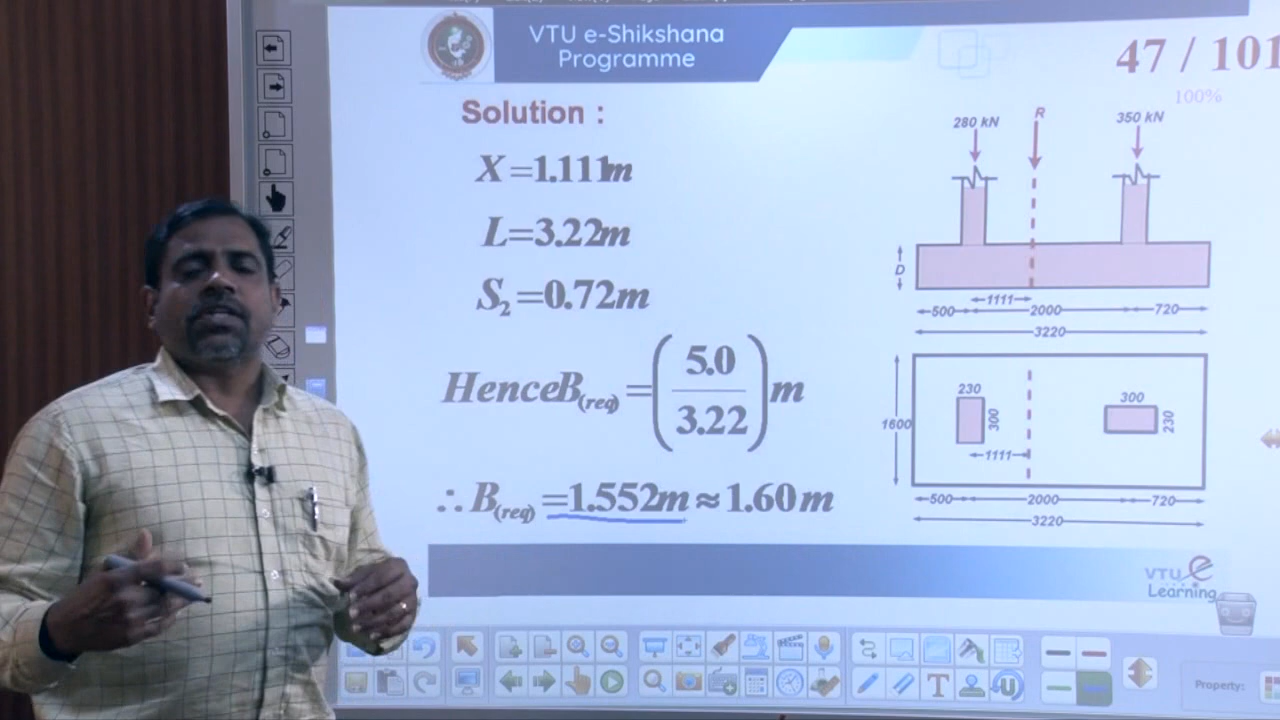 VTU e-Shikshana
Programme
47 / 101
100%
Solution :
X =1.111m
L=3.22m
S2=0.72m
HenceB(req) =(5.0/3.22)m
∴ B(req) =1.552m ≈ 1.60 m
280 kN
R
350 kN
D
1111
500
2000
720
3220
230
300
300
230
1600
1111
500
2000
720
3220
VTU e
Learning
Property: